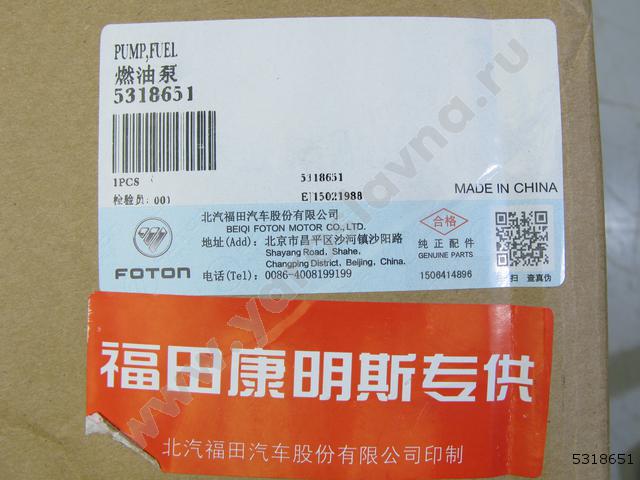 PUMP,FUEL
燃油泵
5318651
1PCS
5318651
检验员: 001
EJ15021988
MADE IN CHINA
北汽福田汽车股份有限公司
BEIQI FOTON MOTOR CO.,LTD.
地址(Add): 北京市昌平区沙河镇沙阳路
Shayang Road, Shahe,
Changping District, Beijing, China.
电话(Tel): 0086-4008199199
FOTON
合格
纯正配件
GENUINE PARTS
1506414896
扫 查真伪
福田康明斯专供
北汽福田汽车股份有限公司印制
5318651